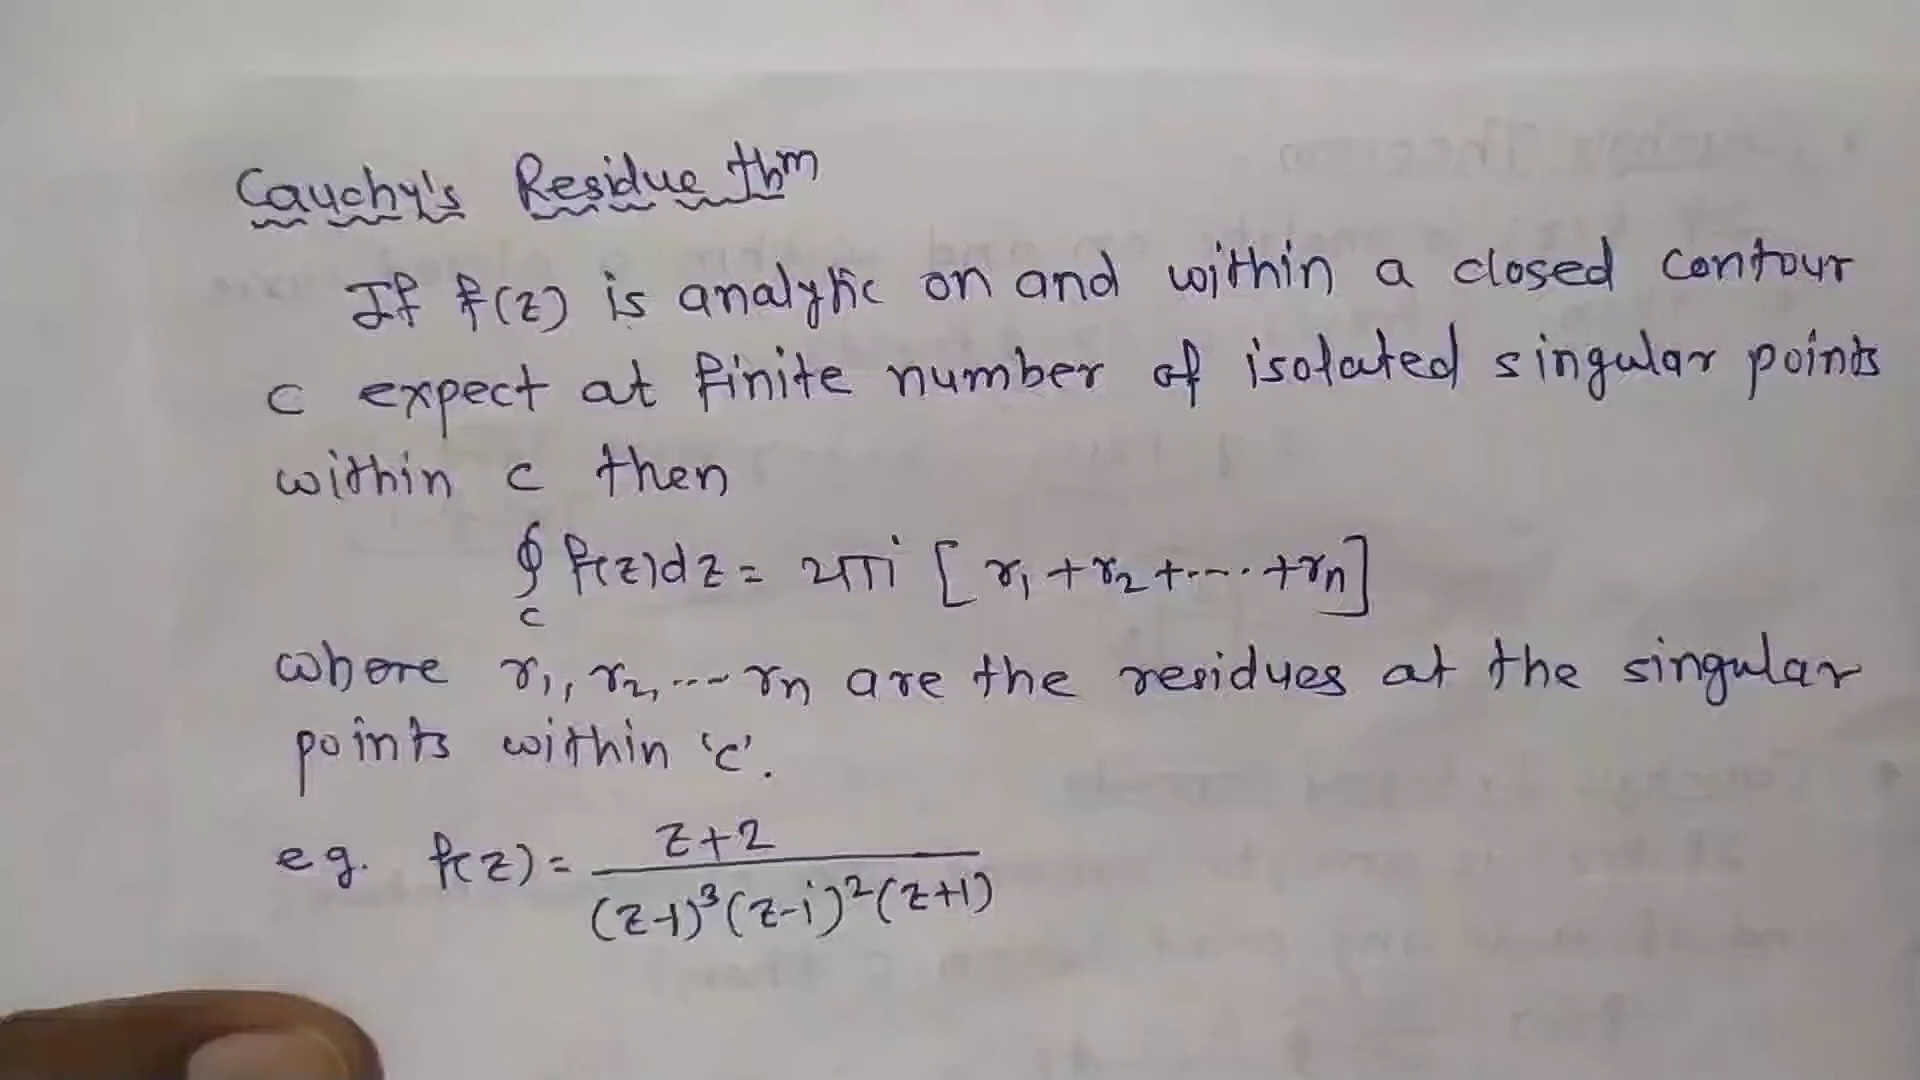 Cauchy's Residue thm
If f(z) is analytic on and within a closed contour
c expect at finite number of isolated singular points
within c then
∮c f(z)dz = 2πi [r₁ + r₂ + .... + rn]
where r₁, r₂, ... rn are the residues at the singular
points within 'c'.
eg. f(z) = z+2 / (z-1)³(z-i)²(z+1)